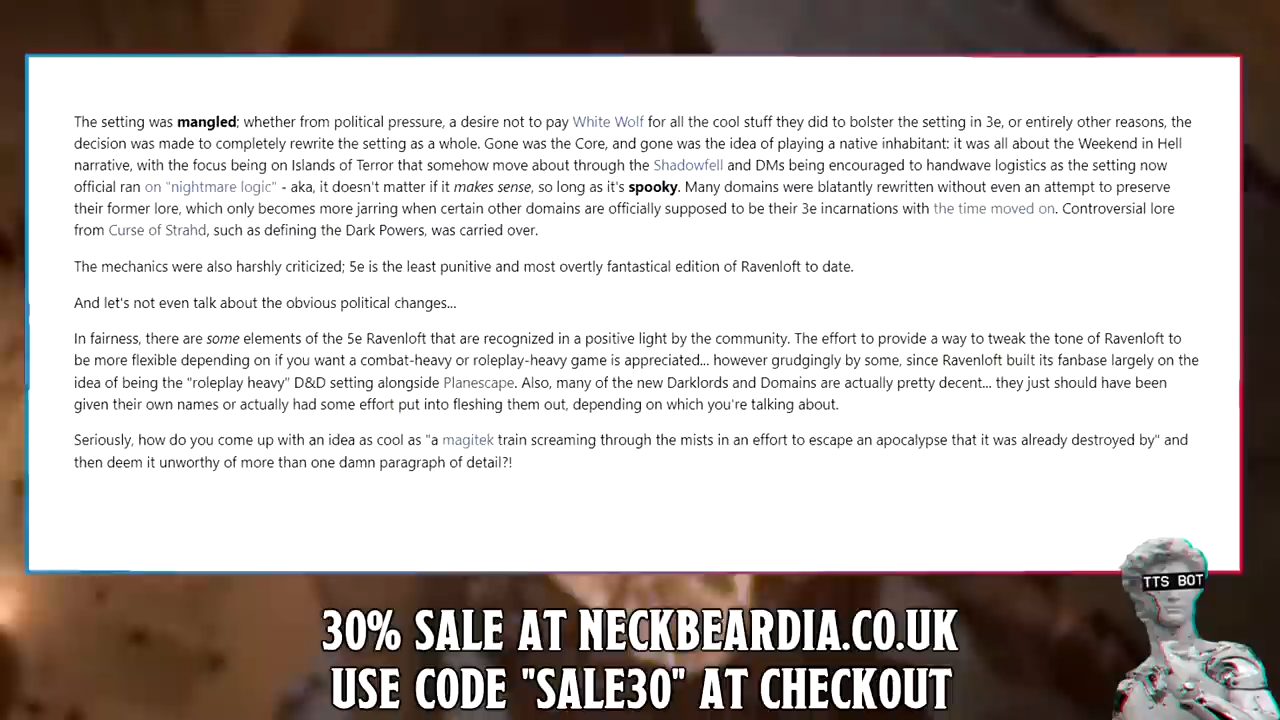 The setting was mangled; whether from political pressure, a desire not to pay White Wolf for all the cool stuff they did to bolster the setting in 3e, or entirely other reasons, the
decision was made to completely rewrite the setting as a whole. Gone was the Core, and gone was the idea of playing a native inhabitant: it was all about the Weekend in Hell
narrative, with the focus being on Islands of Terror that somehow move about through the Shadowfell and DMs being encouraged to handwave logistics as the setting now
official ran on "nightmare logic" - aka, it doesn't matter if it makes sense, so long as it's spooky. Many domains were blatantly rewritten without even an attempt to preserve
their former lore, which only becomes more jarring when certain other domains are officially supposed to be their 3e incarnations with the time moved on. Controversial lore
from Curse of Strahd, such as defining the Dark Powers, was carried over.
The mechanics were also harshly criticized; 5e is the least punitive and most overtly fantastical edition of Ravenloft to date.
And let's not even talk about the obvious political changes...
In fairness, there are some elements of the 5e Ravenloft that are recognized in a positive light by the community. The effort to provide a way to tweak the tone of Ravenloft to
be more flexible depending on if you want a combat-heavy or roleplay-heavy game is appreciated... however grudgingly by some, since Ravenloft built its fanbase largely on the
idea of being the "roleplay heavy" D&D setting alongside Planescape. Also, many of the new Darklords and Domains are actually pretty decent... they just should have been
given their own names or actually had some effort put into fleshing them out, depending on which you're talking about.
Seriously, how do you come up with an idea as cool as "a magitek train screaming through the mists in an effort to escape an apocalypse that it was already destroyed by" and
then deem it unworthy of more than one damn paragraph of detail?!
TTS BOT
30% SALE AT NECKBEARDIA.CO.UK
USE CODE "SALE30" AT CHECKOUT